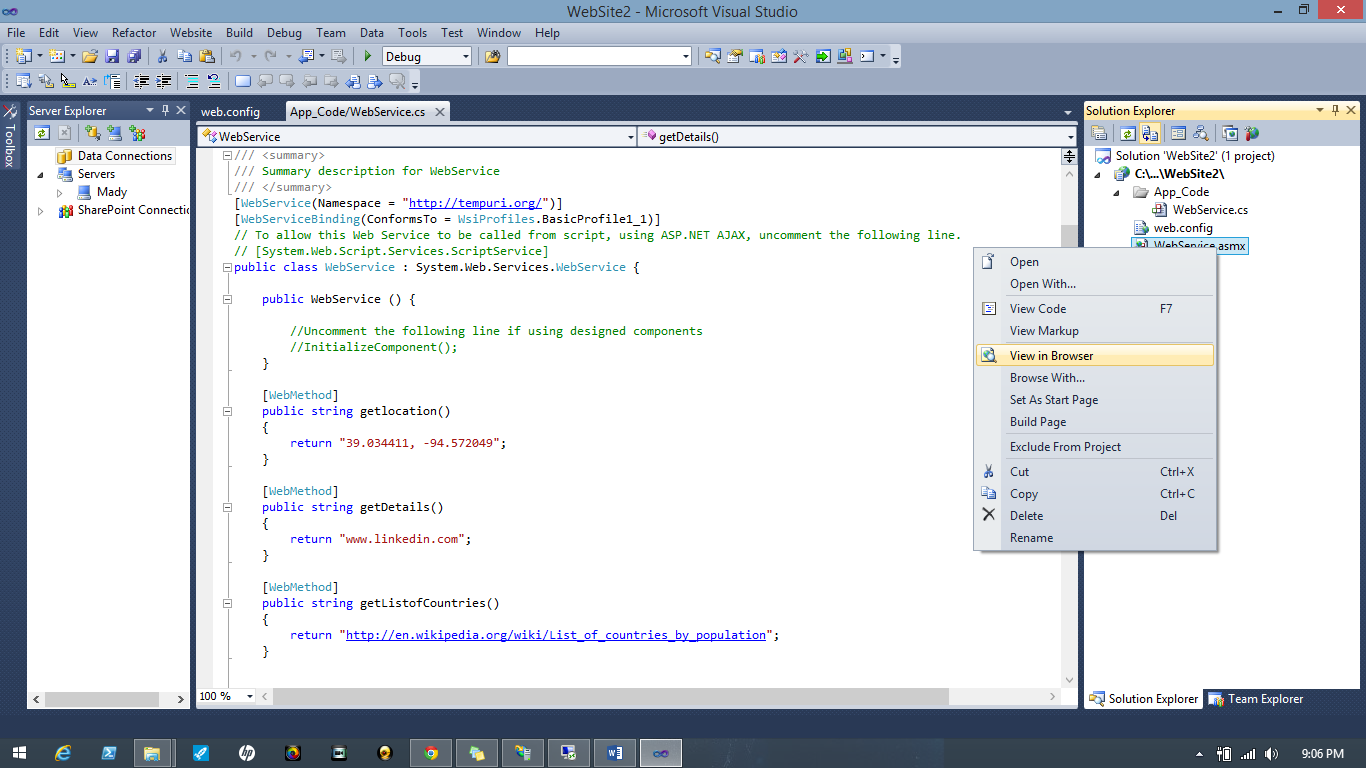 WebSite2 - Microsoft Visual Studio
File Edit View Refactor Website Build Debug Team Data Tools Test Window Help
Debug
Toolbox
Server Explorer
Data Connections
Servers
Mady
SharePoint Connectio
web.config
App_Code/WebService.cs
WebService
getDetails()
/// <summary>
/// Summary description for WebService
/// </summary>
[WebService(Namespace = "http://tempuri.org/")]
[WebServiceBinding(ConformsTo = WsiProfiles.BasicProfile1_1)]
// To allow this Web Service to be called from script, using ASP.NET AJAX, uncomment the following line.
// [System.Web.Script.Services.ScriptService]
public class WebService : System.Web.Services.WebService {
public WebService () {
//Uncomment the following line if using designed components
//InitializeComponent();
}
[WebMethod]
public string getlocation()
{
return "39.034411, -94.572049";
}
[WebMethod]
public string getDetails()
{
return "www.linkedin.com";
}
[WebMethod]
public string getListofCountries()
{
return "http://en.wikipedia.org/wiki/List_of_countries_by_population";
}
100 %
Solution Explorer
Solution 'WebSite2' (1 project)
C:\...\WebSite2\
App_Code
WebService.cs
web.config
WebService.asmx
Open
Open With...
View Code F7
View Markup
View in Browser
Browse With...
Set As Start Page
Build Page
Exclude From Project
Cut Ctrl+X
Copy Ctrl+C
Delete Del
Rename
Solution Explorer
Team Explorer
9:06 PM